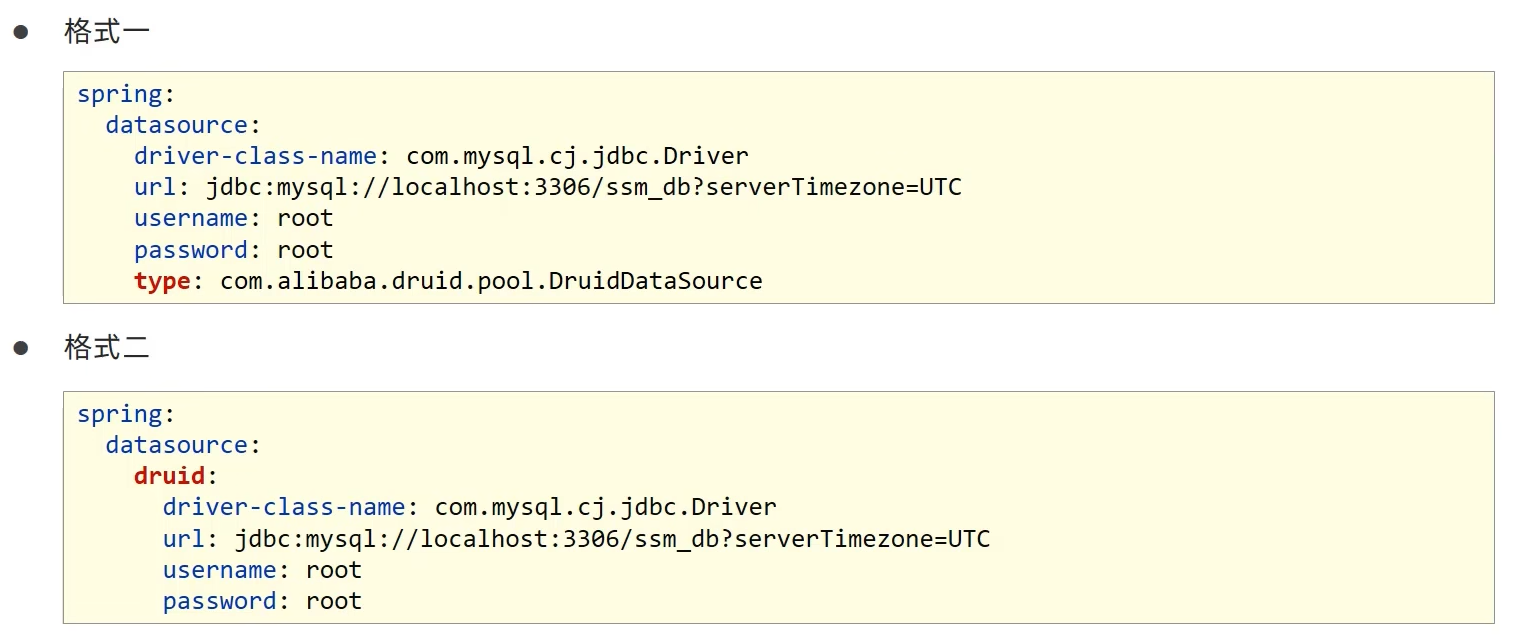 ● 格式一
spring:
  datasource:
    driver-class-name: com.mysql.cj.jdbc.Driver
    url: jdbc:mysql://localhost:3306/ssm_db?serverTimezone=UTC
    username: root
    password: root
    type: com.alibaba.druid.pool.DruidDataSource
● 格式二
spring:
  datasource:
    druid:
      driver-class-name: com.mysql.cj.jdbc.Driver
      url: jdbc:mysql://localhost:3306/ssm_db?serverTimezone=UTC
      username: root
      password: root